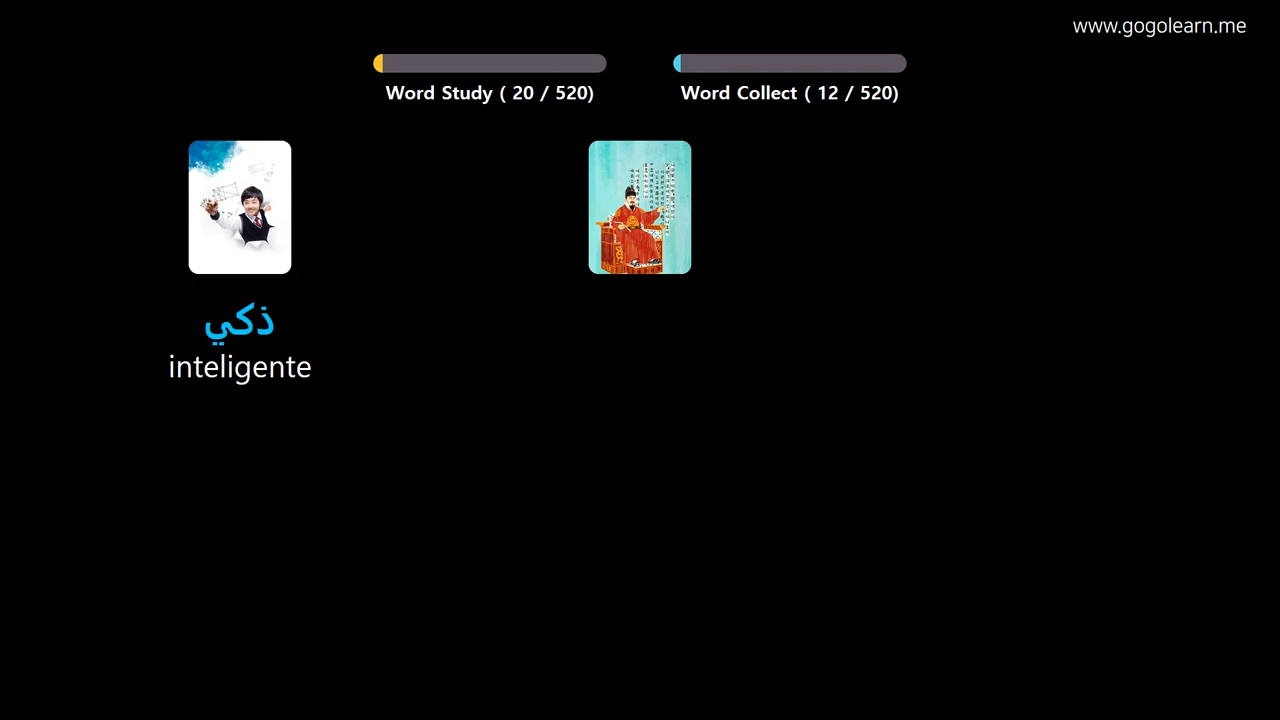 www.gogolearn.me
Word Study ( 20 / 520)
Word Collect ( 12 / 520)
ذكي
inteligente